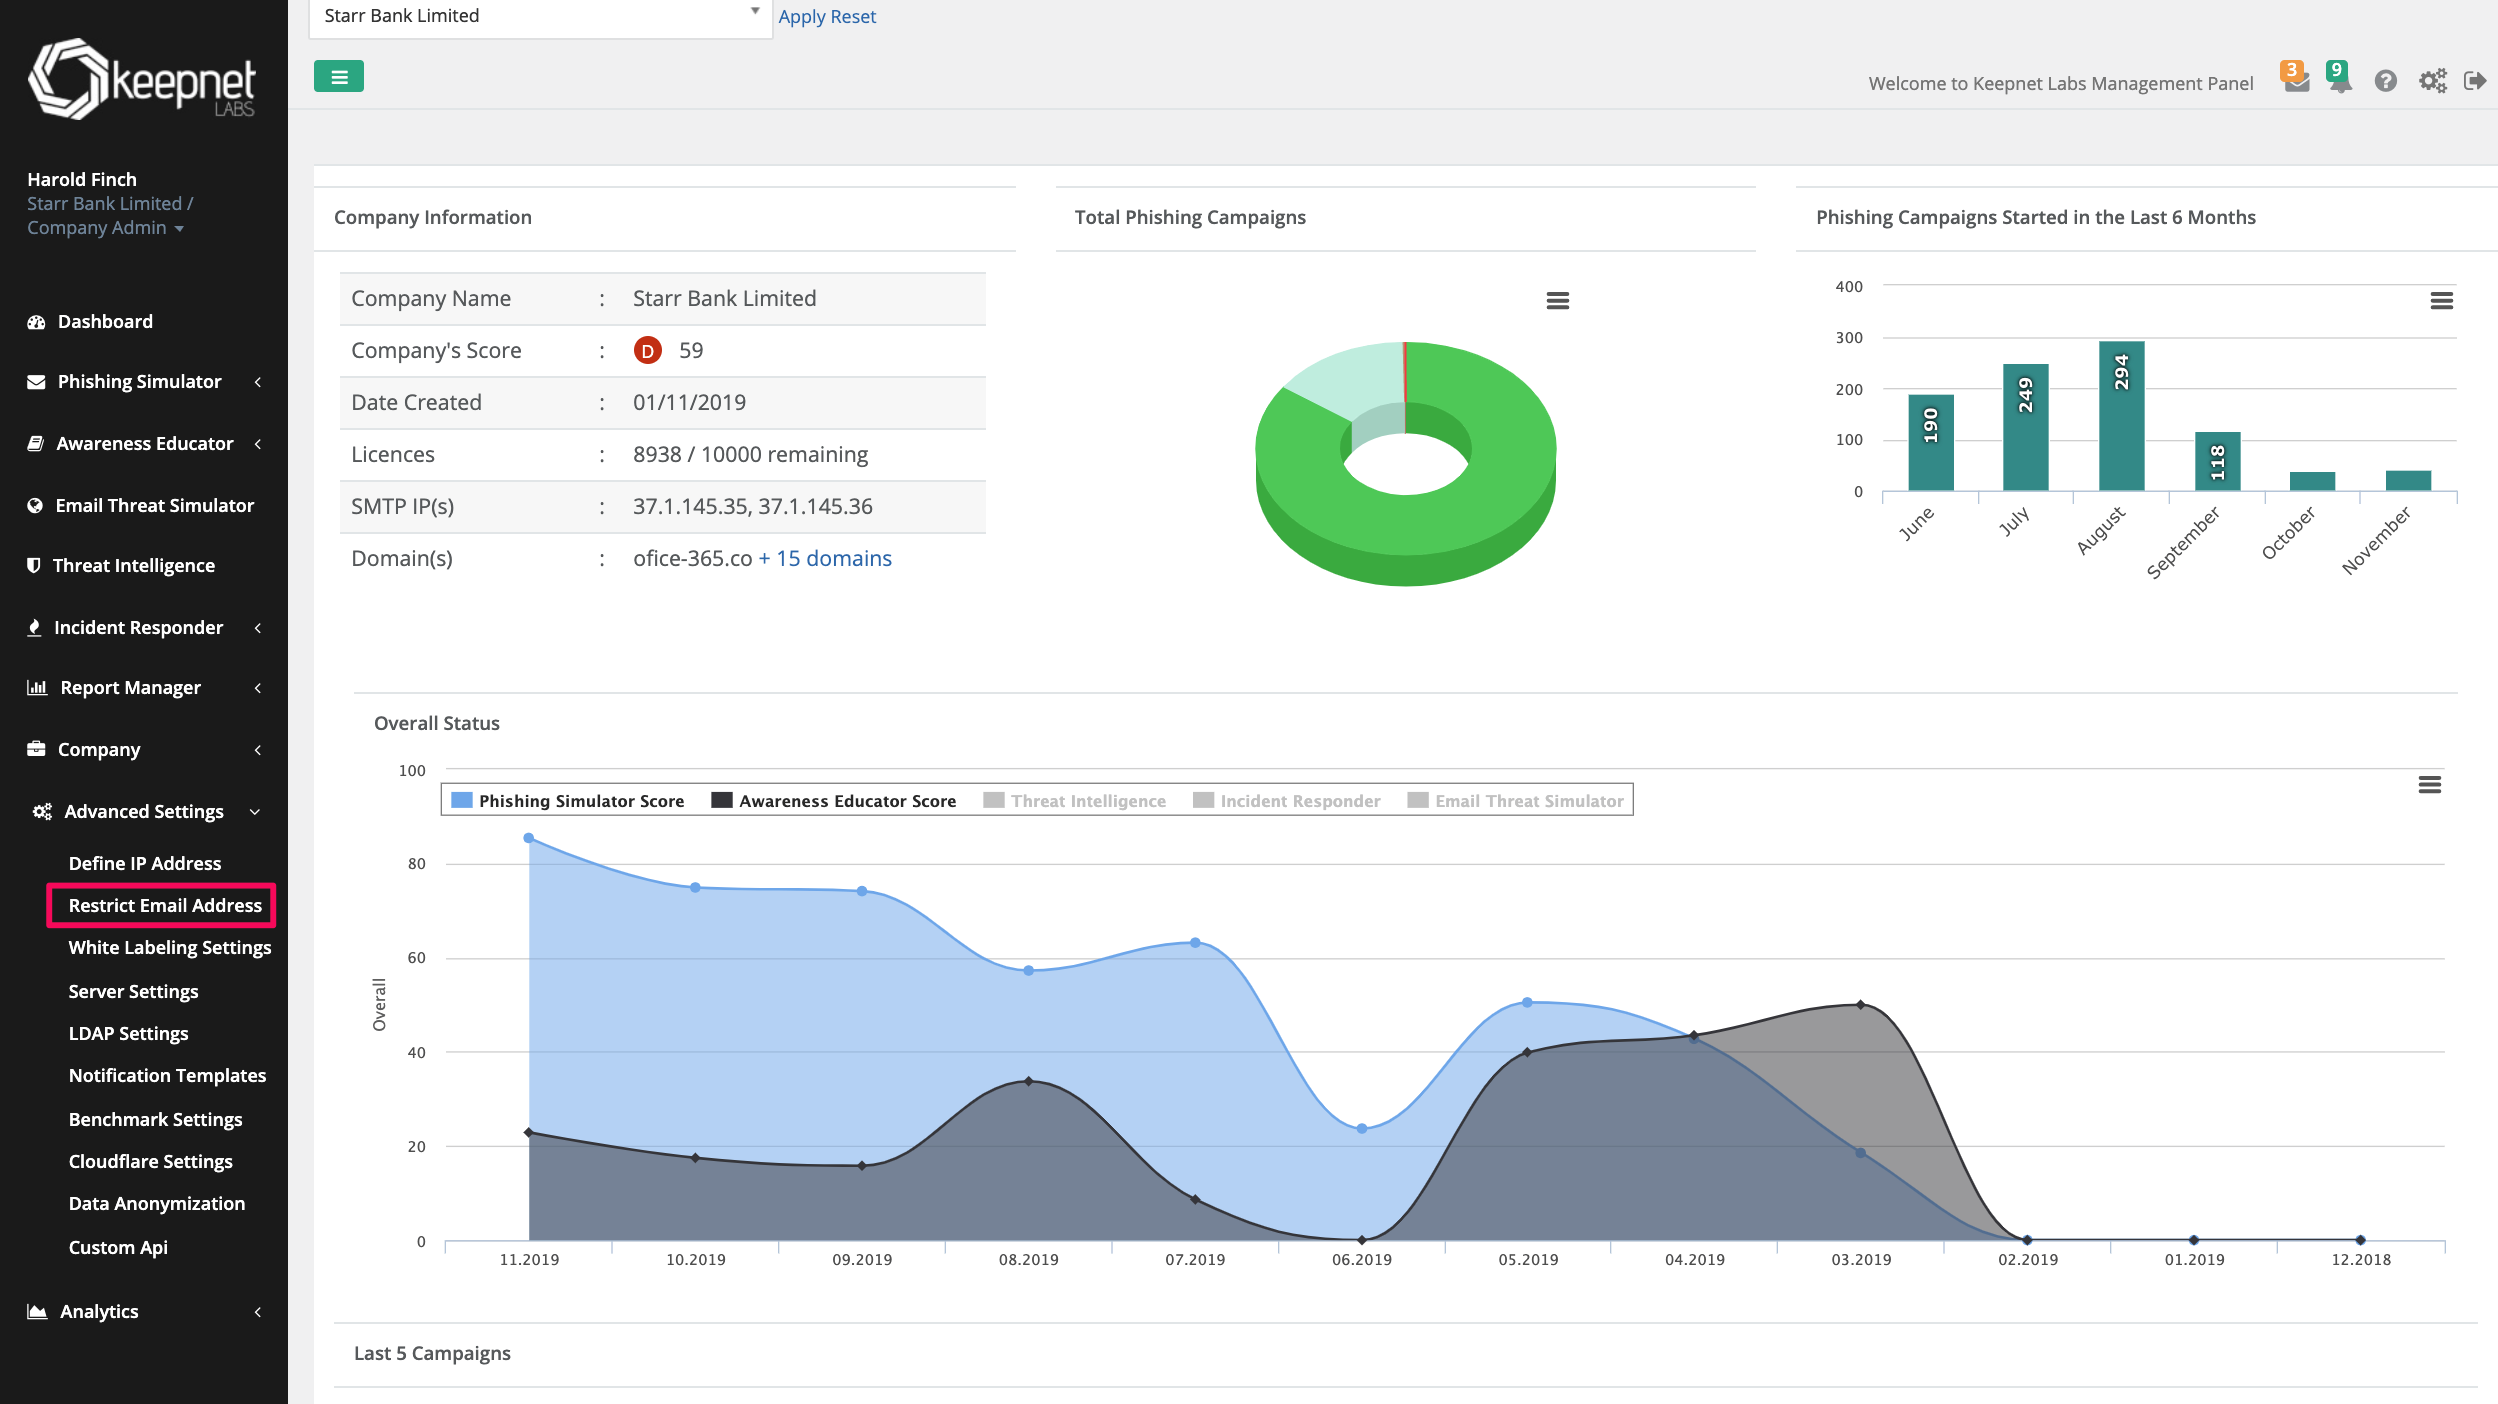 Starr Bank Limited
Apply Reset
keepnet
LABS
Welcome to Keepnet Labs Management Panel
3
9
Harold Finch
Starr Bank Limited /
Company Admin
Dashboard
Phishing Simulator
Awareness Educator
Email Threat Simulator
Threat Intelligence
Incident Responder
Report Manager
Company
Advanced Settings
Define IP Address
Restrict Email Address
White Labeling Settings
Server Settings
LDAP Settings
Notification Templates
Benchmark Settings
Cloudflare Settings
Data Anonymization
Custom Api
Analytics
Company Information
Company Name : Starr Bank Limited
Company's Score : D 59
Date Created : 01/11/2019
Licences : 8938 / 10000 remaining
SMTP IP(s) : 37.1.145.35, 37.1.145.36
Domain(s) : ofice-365.co + 15 domains
Total Phishing Campaigns
Phishing Campaigns Started in the Last 6 Months
400
300
200
100
0
190
249
294
118
June
July
August
September
October
November
Overall Status
100
80
60
40
20
0
Overall
Phishing Simulator Score Awareness Educator Score Threat Intelligence Incident Responder Email Threat Simulator
11.2019 10.2019 09.2019 08.2019 07.2019 06.2019 05.2019 04.2019 03.2019 02.2019 01.2019 12.2018
Last 5 Campaigns